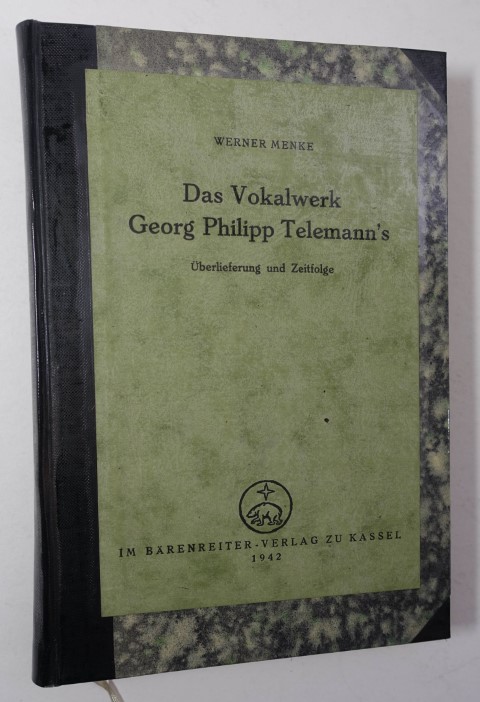 WERNER MENKE
Das Vokalwerk
Georg Philipp Telemann's
Überlieferung und Zeitfolge
IM BÄRENREITER-VERLAG ZU KASSEL
1942